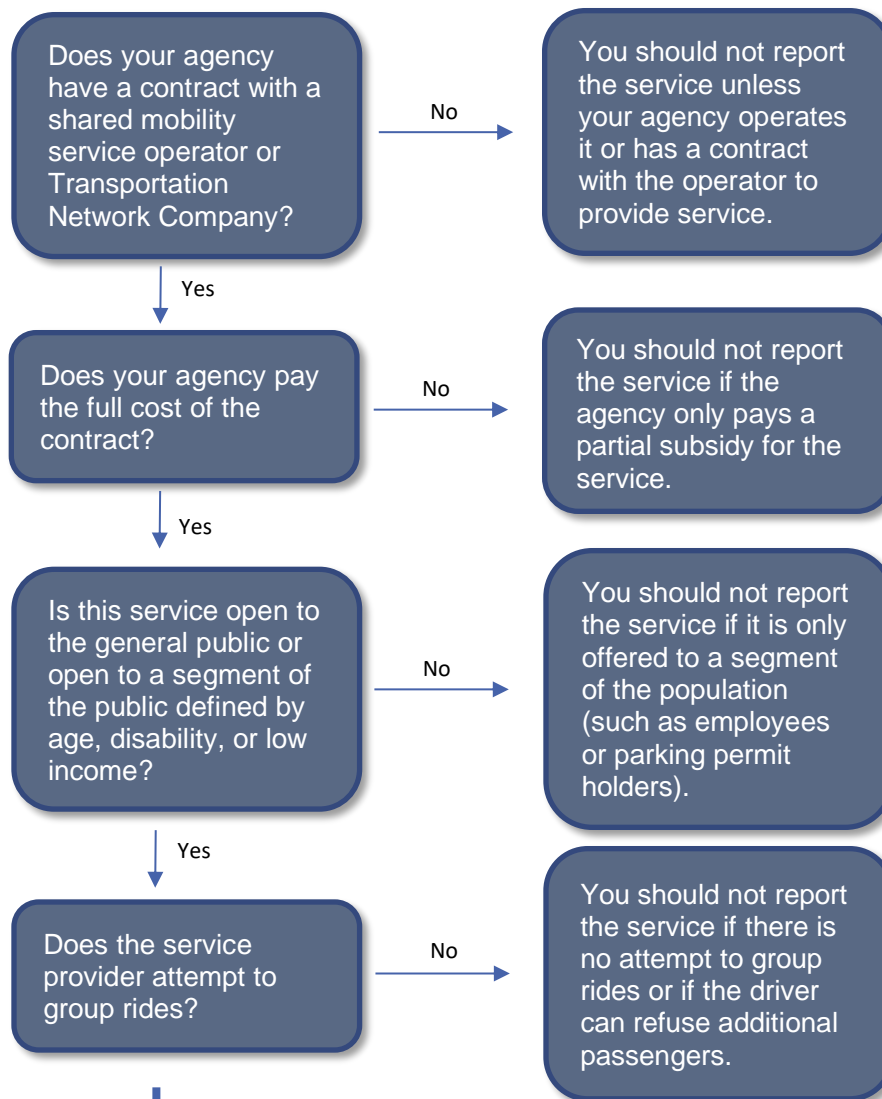 Does your agency
have a contract with a
shared mobility
service operator or
Transportation
Network Company?
No
You should not report
the service unless
your agency operates
it or has a contract
with the operator to
provide service.
Yes
Does your agency pay
the full cost of the
contract?
No
You should not report
the service if the
agency only pays a
partial subsidy for the
service.
Yes
Is this service open to
the general public or
open to a segment of
the public defined by
age, disability, or low
income?
No
You should not report
the service if it is only
offered to a segment
of the population
(such as employees
or parking permit
holders).
Yes
Does the service
provider attempt to
group rides?
No
You should not report
the service if there is
no attempt to group
rides or if the driver
can refuse additional
passengers.